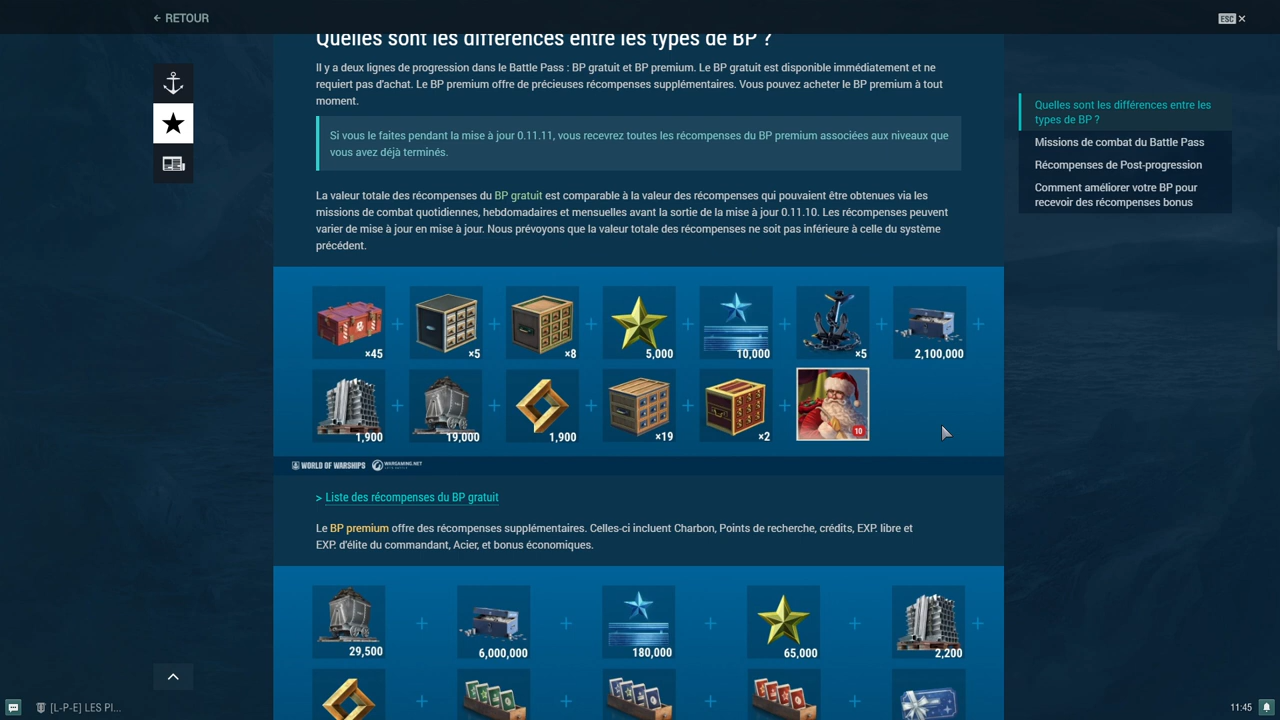 ← RETOUR
ESC ×
Quelles sont les différences entre les types de BP ?
Il y a deux lignes de progression dans le Battle Pass : BP gratuit et BP premium. Le BP gratuit est disponible immédiatement et ne
requiert pas d'achat. Le BP premium offre de précieuses récompenses supplémentaires. Vous pouvez acheter le BP premium à tout
moment.
Si vous le faites pendant la mise à jour 0.11.11, vous recevrez toutes les récompenses du BP premium associées aux niveaux que
vous avez déjà terminés.
La valeur totale des récompenses du BP gratuit est comparable à la valeur des récompenses qui pouvaient être obtenues via les
missions de combat quotidiennes, hebdomadaires et mensuelles avant la sortie de la mise à jour 0.11.10. Les récompenses peuvent
varier de mise à jour en mise à jour. Nous prévoyons que la valeur totale des récompenses ne soit pas inférieure à celle du système
précédent.
×45 + ×5 + ×8 + 5,000 + 10,000 + ×5 + 2,100,000 +
1,900 + 19,000 + 1,900 + ×19 + ×2 + 10
WORLD OF WARSHIPS WARGAMING.NET LET'S BATTLE
> Liste des récompenses du BP gratuit
Le BP premium offre des récompenses supplémentaires. Celles-ci incluent Charbon, Points de recherche, crédits, EXP. libre et
EXP. d'élite du commandant, Acier, et bonus économiques.
29,500 + 6,000,000 + 180,000 + 65,000 + 2,200 +
Quelles sont les différences entre les
types de BP ?
Missions de combat du Battle Pass
Récompenses de Post-progression
Comment améliorer votre BP pour
recevoir des récompenses bonus
[L-P-E] LES PI...
11:45